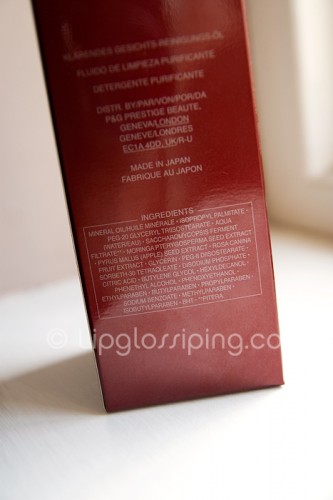 KLÄRENDES GESICHTS-REINIGUNGS-ÖL
FLUIDO DE LIMPIEZA PURIFICANTE
DETERGENTE PURIFICANTE
DISTR. BY/PAR/VON/POR/DA
P&G PRESTIGE BEAUTE,
GENEVA/LONDON
GENEVE/LONDRES
EC1A 4DD, UK/R-U
MADE IN JAPAN
FABRIQUE AU JAPON
INGREDIENTS
MINERAL OIL/HUILE MINERALE • ISOPROPYL PALMITATE •
PEG-20 GLYCERYL TRIISOSTEARATE • AQUA
(WATER/EAU) • SACCHAROMYCOPSIS FERMENT
FILTRATE** • MORINGA PTERYGOSPERMA SEED EXTRACT
• PYRUS MALUS (APPLE) SEED EXTRACT • ROSA CANINA
FRUIT EXTRACT • GLYCERIN • PEG-8 DIISOSTEARATE •
SORBETH-30 TETRAOLEATE • DISODIUM PHOSPHATE •
CITRIC ACID • BUTYLENE GLYCOL • HEXYLDECANOL •
PHENETHYL ALCOHOL • PHENOXYETHANOL •
ETHYLPARABEN • BUTYLPARABEN • PROPYLPARABEN •
SODIUM BENZOATE • METHYLPARABEN •
ISOBUTYLPARABEN • BHT • **PITERA.
© Lipglossiping.co